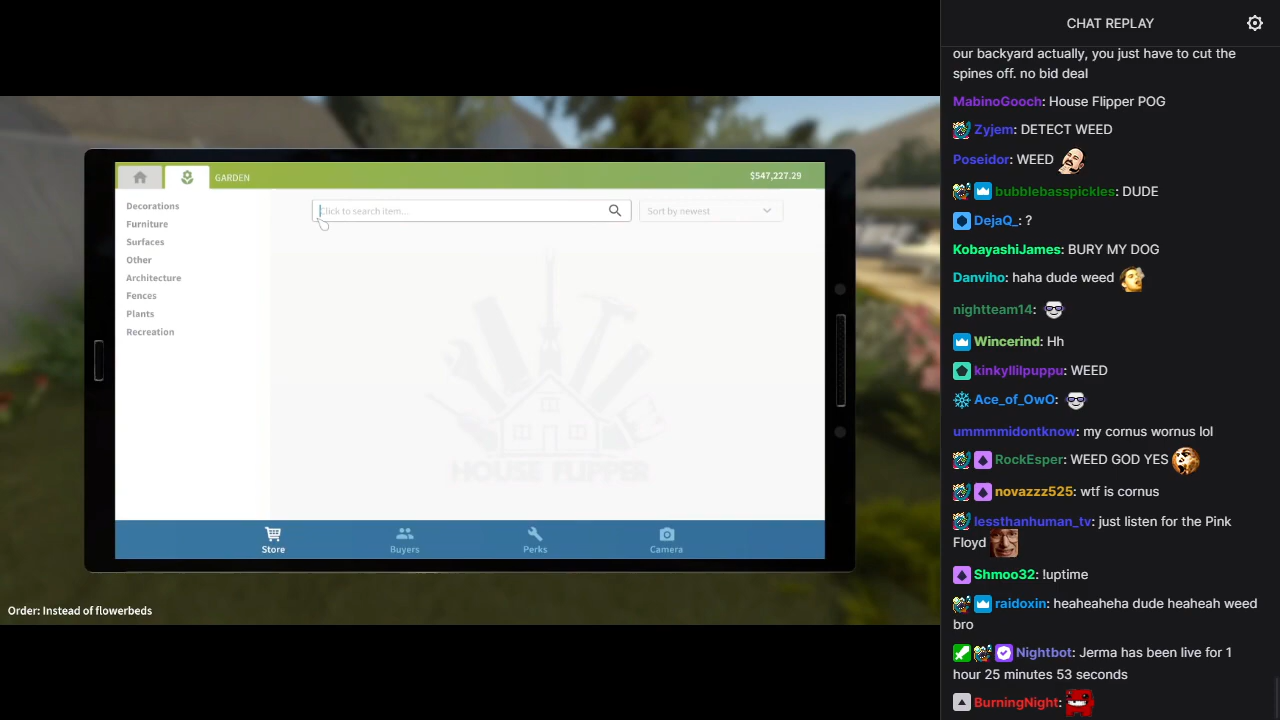 GARDEN
$547,227.29
Click to search item...
Sort by newest
Decorations
Furniture
Surfaces
Other
Architecture
Fences
Plants
Recreation
HOUSE FLIPPER
Store
Buyers
Perks
Camera
Order: Instead of flowerbeds
CHAT REPLAY
our backyard actually, you just have to cut the
spines off. no bid deal
MabinoGooch: House Flipper POG
Zyjem: DETECT WEED
Poseidor: WEED
bubblebasspickles: DUDE
DejaQ_: ?
KobayashiJames: BURY MY DOG
Danviho: haha dude weed
nightteam14:
Wincerind: Hh
kinkyllilpuppu: WEED
Ace_of_OwO:
ummmmidontknow: my cornus wornus lol
RockEsper: WEED GOD YES
novazzz525: wtf is cornus
lessthanhuman_tv: just listen for the Pink
Floyd
Shmoo32: !uptime
raidoxin: heaheaheha dude heaheah weed
bro
Nightbot: Jerma has been live for 1
hour 25 minutes 53 seconds
BurningNight: